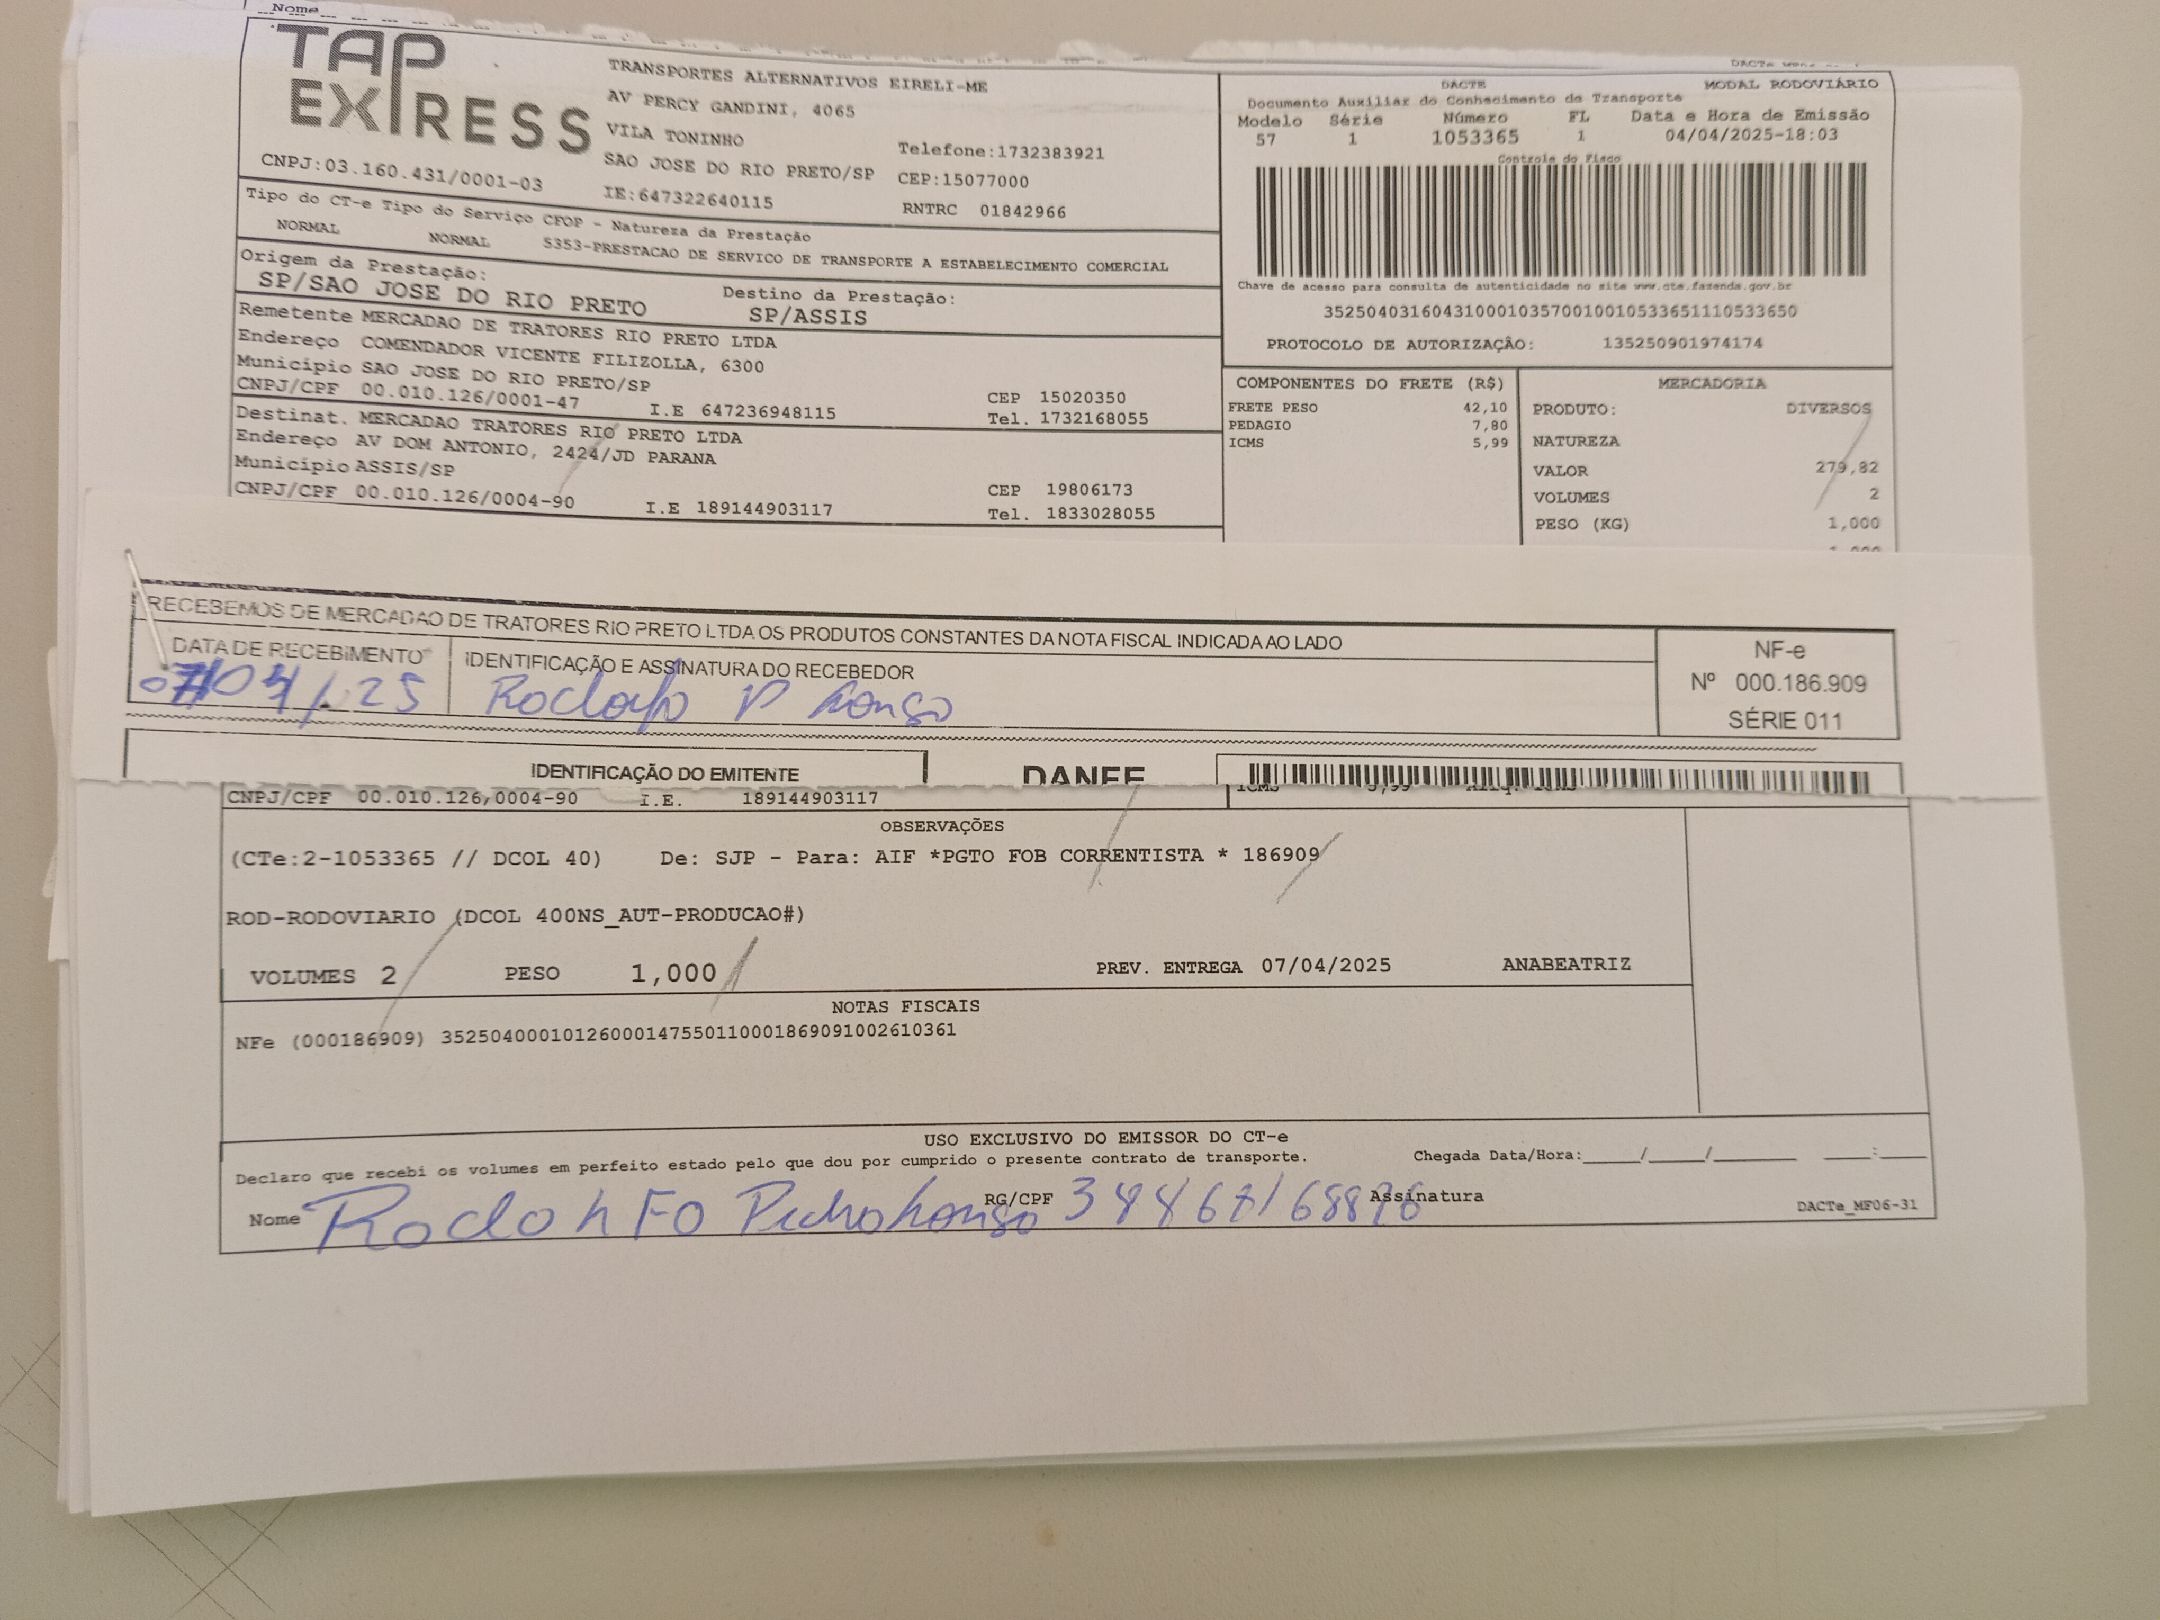 Nome
TAP EXPRESS
CNPJ:03.160.431/0001-03
TRANSPORTES ALTERNATIVOS EIRELI-ME
AV PERCY GANDINI, 4065
VILA TONINHO
SAO JOSE DO RIO PRETO/SP
IE:647322640115
Telefone:1732383921
CEP:15077000
RNTRC 01842966
DACTE MODAL RODOVIÁRIO
Documento Auxiliar do Conhecimento de Transporte
Modelo Série Número FL Data e Hora de Emissão
57 1 1053365 1 04/04/2025-18:03
Controle do Fisco
Chave de acesso para consulta de autenticidade no site www.cte.fazenda.gov.br
35250403160431000103570010010533651110533650
PROTOCOLO DE AUTORIZAÇÃO: 135250901974174
Tipo do CT-e Tipo do Serviço CFOP - Natureza da Prestação
NORMAL NORMAL 5353-PRESTACAO DE SERVICO DE TRANSPORTE A ESTABELECIMENTO COMERCIAL
Origem da Prestação: Destino da Prestação:
SP/SAO JOSE DO RIO PRETO SP/ASSIS
Remetente MERCADAO DE TRATORES RIO PRETO LTDA
Endereço COMENDADOR VICENTE FILIZOLLA, 6300
Município SAO JOSE DO RIO PRETO/SP CEP 15020350
CNPJ/CPF 00.010.126/0001-47 I.E 647236948115 Tel. 1732168055
Destinat. MERCADAO TRATORES RIO PRETO LTDA
Endereço AV DOM ANTONIO, 2424/JD PARANA
Município ASSIS/SP CEP 19806173
CNPJ/CPF 00.010.126/0004-90 I.E 189144903117 Tel. 1833028055
COMPONENTES DO FRETE (R$)
FRETE PESO 42,10
PEDAGIO 7,80
ICMS 5,99
MERCADORIA
PRODUTO: DIVERSOS
NATUREZA
VALOR 279,82
VOLUMES 2
PESO (KG) 1,000
RECEBEMOS DE MERCADAO DE TRATORES RIO PRETO LTDA OS PRODUTOS CONSTANTES DA NOTA FISCAL INDICADA AO LADO
DATA DE RECEBIMENTO IDENTIFICAÇÃO E ASSINATURA DO RECEBEDOR
NF-e
Nº 000.186.909
SÉRIE 011
IDENTIFICAÇÃO DO EMITENTE DANFE
CNPJ/CPF 00.010.126/0004-90 I.E. 189144903117
OBSERVAÇÕES
(CTe:2-1053365 // DCOL 40) De: SJP - Para: AIF *PGTO FOB CORRENTISTA * 186909
ROD-RODOVIARIO (DCOL 400NS_AUT-PRODUCAO#)
VOLUMES 2 PESO 1,000 PREV. ENTREGA 07/04/2025 ANABEATRIZ
NOTAS FISCAIS
NFe (000186909) 35250400010126000147550110001869091002610361
USO EXCLUSIVO DO EMISSOR DO CT-e
Declaro que recebi os volumes em perfeito estado pelo que dou por cumprido o presente contrato de transporte. Chegada Data/Hora:
Nome RG/CPF Assinatura
DACTe_MF06-31